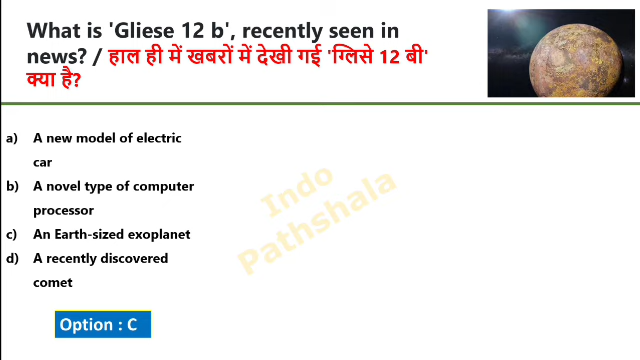 What is 'Gliese 12 b', recently seen in
news? / हाल ही में खबरों में देखी गई 'ग्लिसे 12 बी'
क्या है?
a) A new model of electric
car
b) A novel type of computer
processor
c) An Earth-sized exoplanet
d) A recently discovered
comet
Indo
Pathshala
Option : C